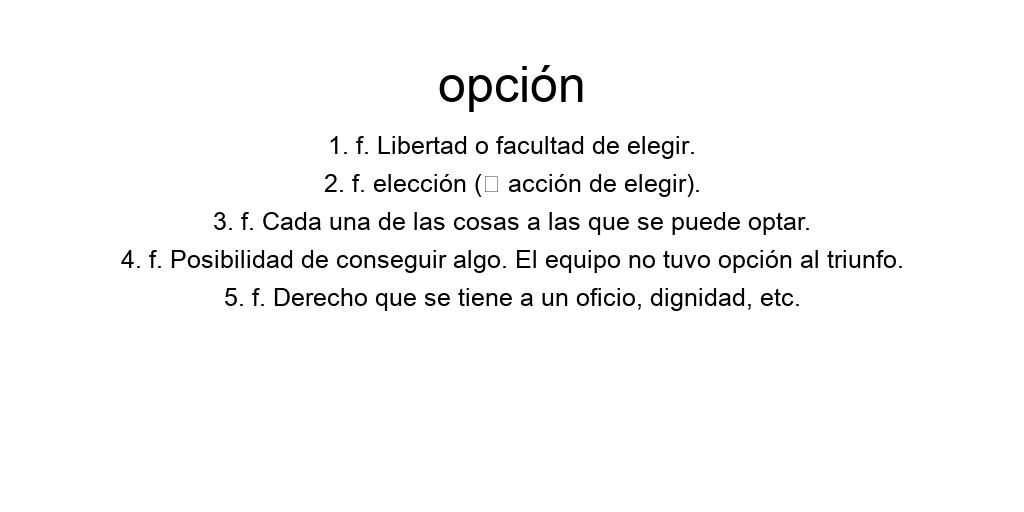 opción
1. f. Libertad o facultad de elegir.
2. f. elección (▯ acción de elegir).
3. f. Cada una de las cosas a las que se puede optar.
4. f. Posibilidad de conseguir algo. El equipo no tuvo opción al triunfo.
5. f. Derecho que se tiene a un oficio, dignidad, etc.